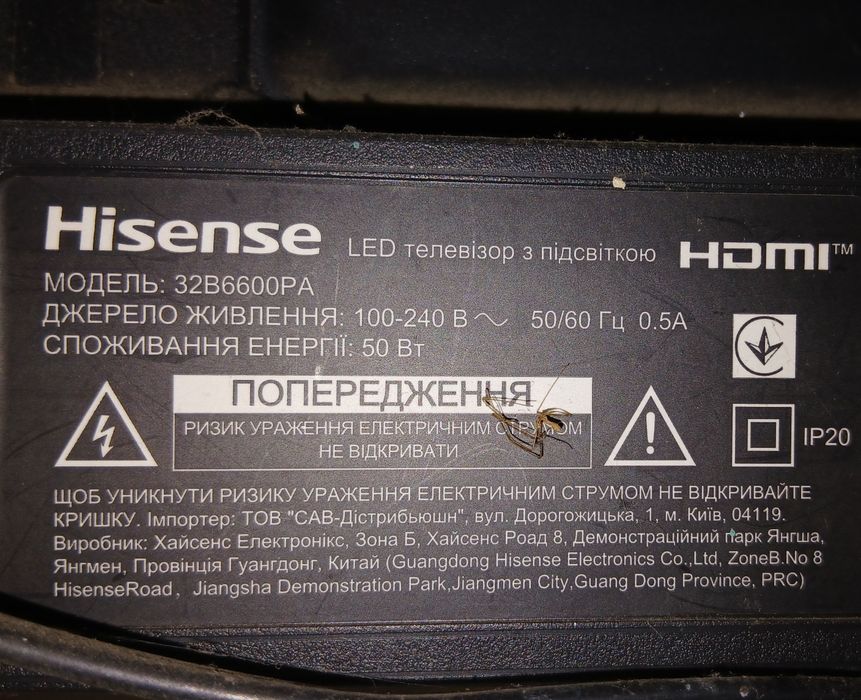 Hisense LED телевізор з підсвіткою HDMI™
МОДЕЛЬ: 32B6600PA
ДЖЕРЕЛО ЖИВЛЕННЯ: 100-240 В ~ 50/60 Гц 0.5A
СПОЖИВАННЯ ЕНЕРГІЇ: 50 Вт
ПОПЕРЕДЖЕННЯ
РИЗИК УРАЖЕННЯ ЕЛЕКТРИЧНИМ СТРУМОМ
НЕ ВІДКРИВАТИ
IP20
ЩОБ УНИКНУТИ РИЗИКУ УРАЖЕННЯ ЕЛЕКТРИЧНИМ СТРУМОМ НЕ ВІДКРИВАЙТЕ
КРИШКУ. Імпортер: ТОВ "САВ-Дістрибьюшн", вул. Дорогожицька, 1, м. Київ, 04119.
Виробник: Хайсенс Електронікс, Зона Б, Хайсенс Роад 8, Демонстраційний парк Янгша,
Янгмен, Провінція Гуангдонг, Китай (Guangdong Hisense Electronics Co.,Ltd, ZoneB.No 8
HisenseRoad, Jiangsha Demonstration Park,Jiangmen City,Guang Dong Province, PRC)